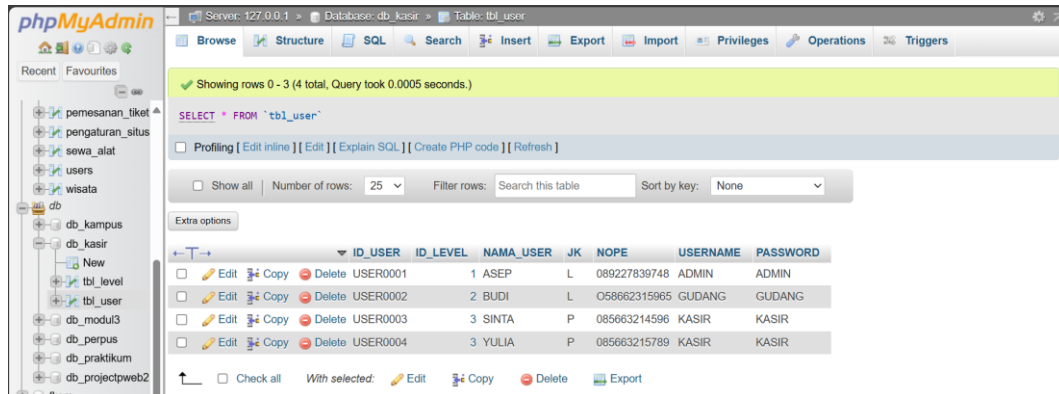 phpMyAdmin
Recent Favourites
pemesanan_tiket
pengaturan_situs
sewa_alat
users
wisata
db
db_kampus
db_kasir
New
tbl_level
tbl_user
db_modul3
db_perpus
db_praktikum
db_projectpweb2
Server: 127.0.0.1 » Database: db_kasir » Table: tbl_user
Browse Structure SQL Search Insert Export Import Privileges Operations Triggers
Showing rows 0 - 3 (4 total, Query took 0.0005 seconds.)
SELECT * FROM `tbl_user`
Profiling [ Edit inline ] [ Edit ] [ Explain SQL ] [ Create PHP code ] [ Refresh ]
Show all | Number of rows: 25 Filter rows: Search this table Sort by key: None
Extra options
ID_USER ID_LEVEL NAMA_USER JK NOPE USERNAME PASSWORD
Edit Copy Delete USER0001 1 ASEP L 089227839748 ADMIN ADMIN
Edit Copy Delete USER0002 2 BUDI L O58662315965 GUDANG GUDANG
Edit Copy Delete USER0003 3 SINTA P 085663214596 KASIR KASIR
Edit Copy Delete USER0004 3 YULIA P 085663215789 KASIR KASIR
Check all With selected: Edit Copy Delete Export